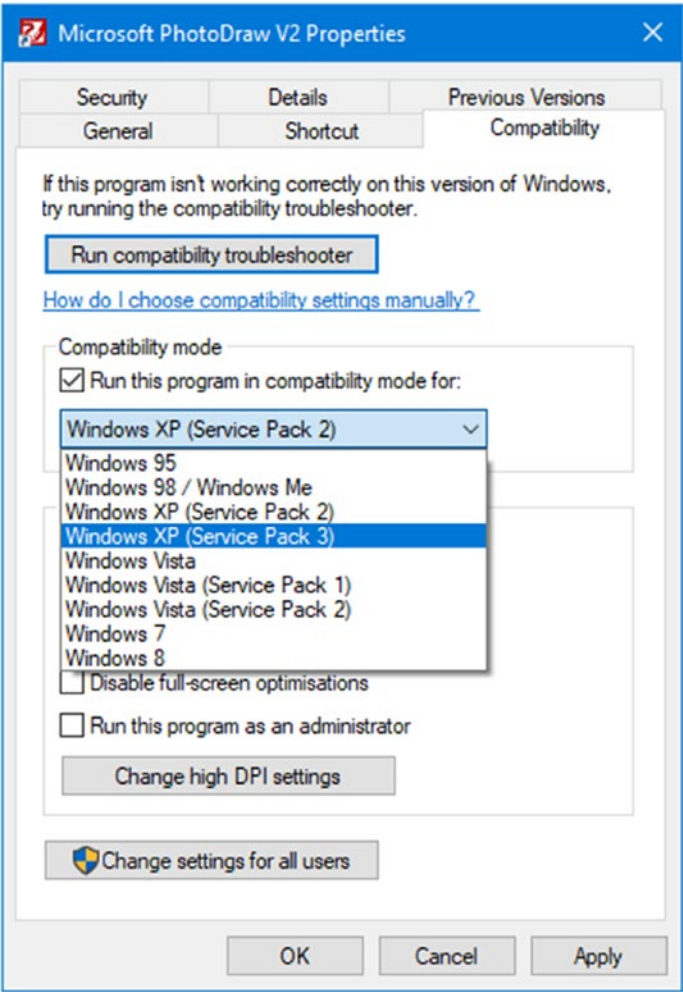 Microsoft PhotoDraw V2 Properties
Security Details Previous Versions
General Shortcut Compatibility
If this program isn't working correctly on this version of Windows,
try running the compatibility troubleshooter.
Run compatibility troubleshooter
How do I choose compatibility settings manually?
Compatibility mode
Run this program in compatibility mode for:
Windows XP (Service Pack 2)
Windows 95
Windows 98 / Windows Me
Windows XP (Service Pack 2)
Windows XP (Service Pack 3)
Windows Vista
Windows Vista (Service Pack 1)
Windows Vista (Service Pack 2)
Windows 7
Windows 8
Disable full-screen optimisations
Run this program as an administrator
Change high DPI settings
Change settings for all users
OK Cancel Apply